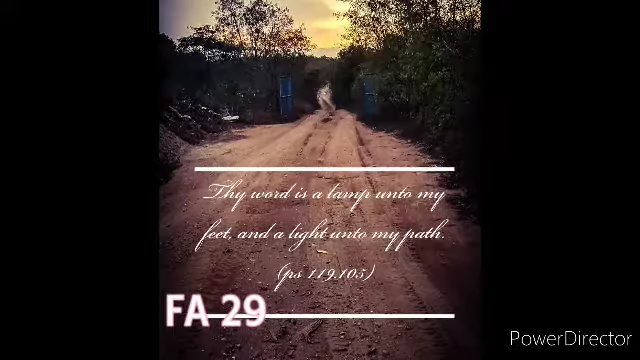 Thy word is a lamp unto my
feet, and a light unto my path.
(ps 119.105)
FA 29
PowerDirector